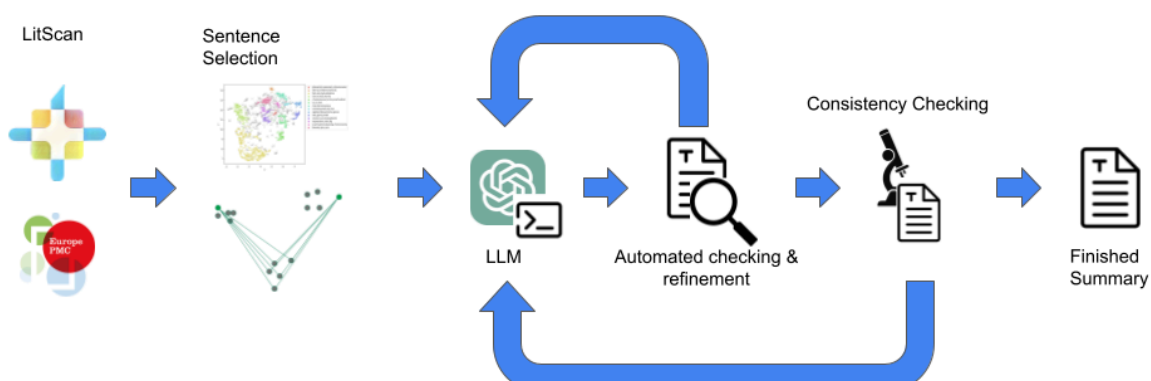 LitScan
Sentence
Selection
Consistency Checking
Europe
PMC
T
T
T
LLM
Automated checking &
refinement
Finished
Summary